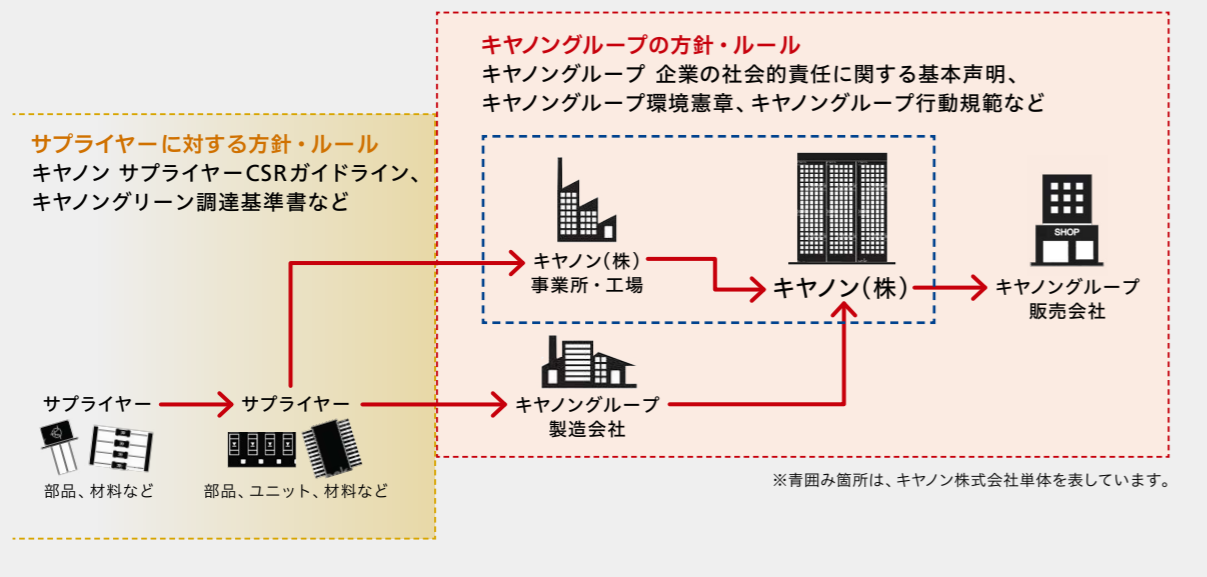 キヤノングループの方針・ルール
キヤノングループ 企業の社会的責任に関する基本声明、
キヤノングループ環境憲章、キヤノングループ行動規範など
サプライヤーに対する方針・ルール
キヤノン サプライヤーCSRガイドライン、
キヤノングリーン調達基準書など
SHOP
キヤノン（株）
事業所・工場
キヤノン（株）
キヤノングループ
販売会社
サプライヤー
サプライヤー
キヤノングループ
製造会社
部品、材料など
部品、ユニット、材料など
※青囲み箇所は、キヤノン株式会社単体を表しています。